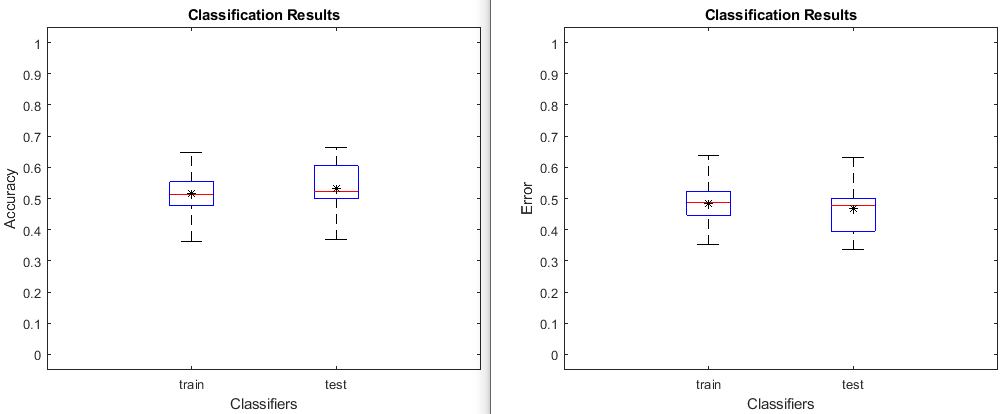 Classification Results
1
0.9
0.8
0.7
0.6
0.5
0.4
0.3
0.2
0.1
0
Accuracy
train test
Classifiers
Classification Results
1
0.9
0.8
0.7
0.6
0.5
0.4
0.3
0.2
0.1
0
Error
train test
Classifiers